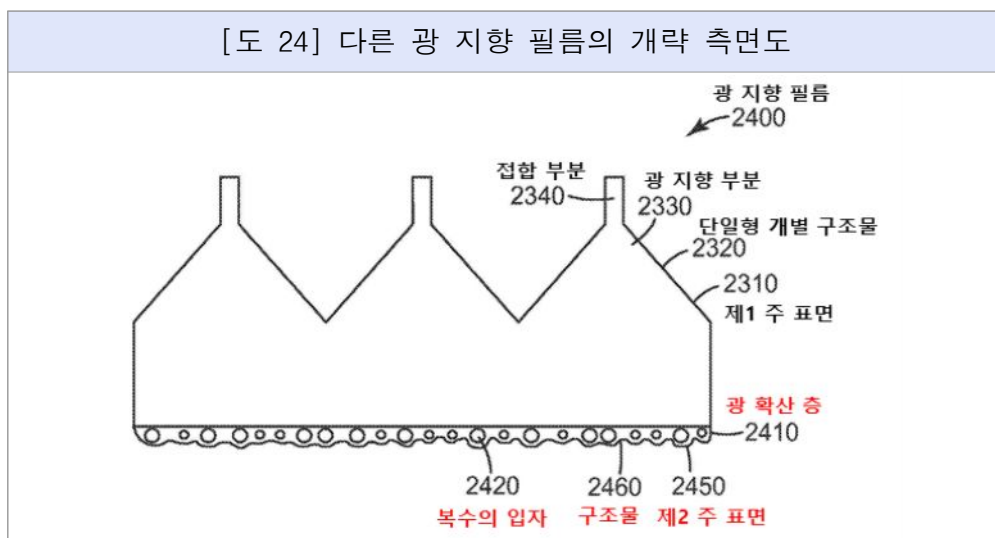 [도 24] 다른 광 지향 필름의 개략 측면도
광 지향 필름
2400
접합 부분
2340
광 지향 부분
2330
단일형 개별 구조물
2320
2310
제1 주 표면
광 확산 층
2410
2420 2460 2450
복수의 입자 구조물 제2 주 표면